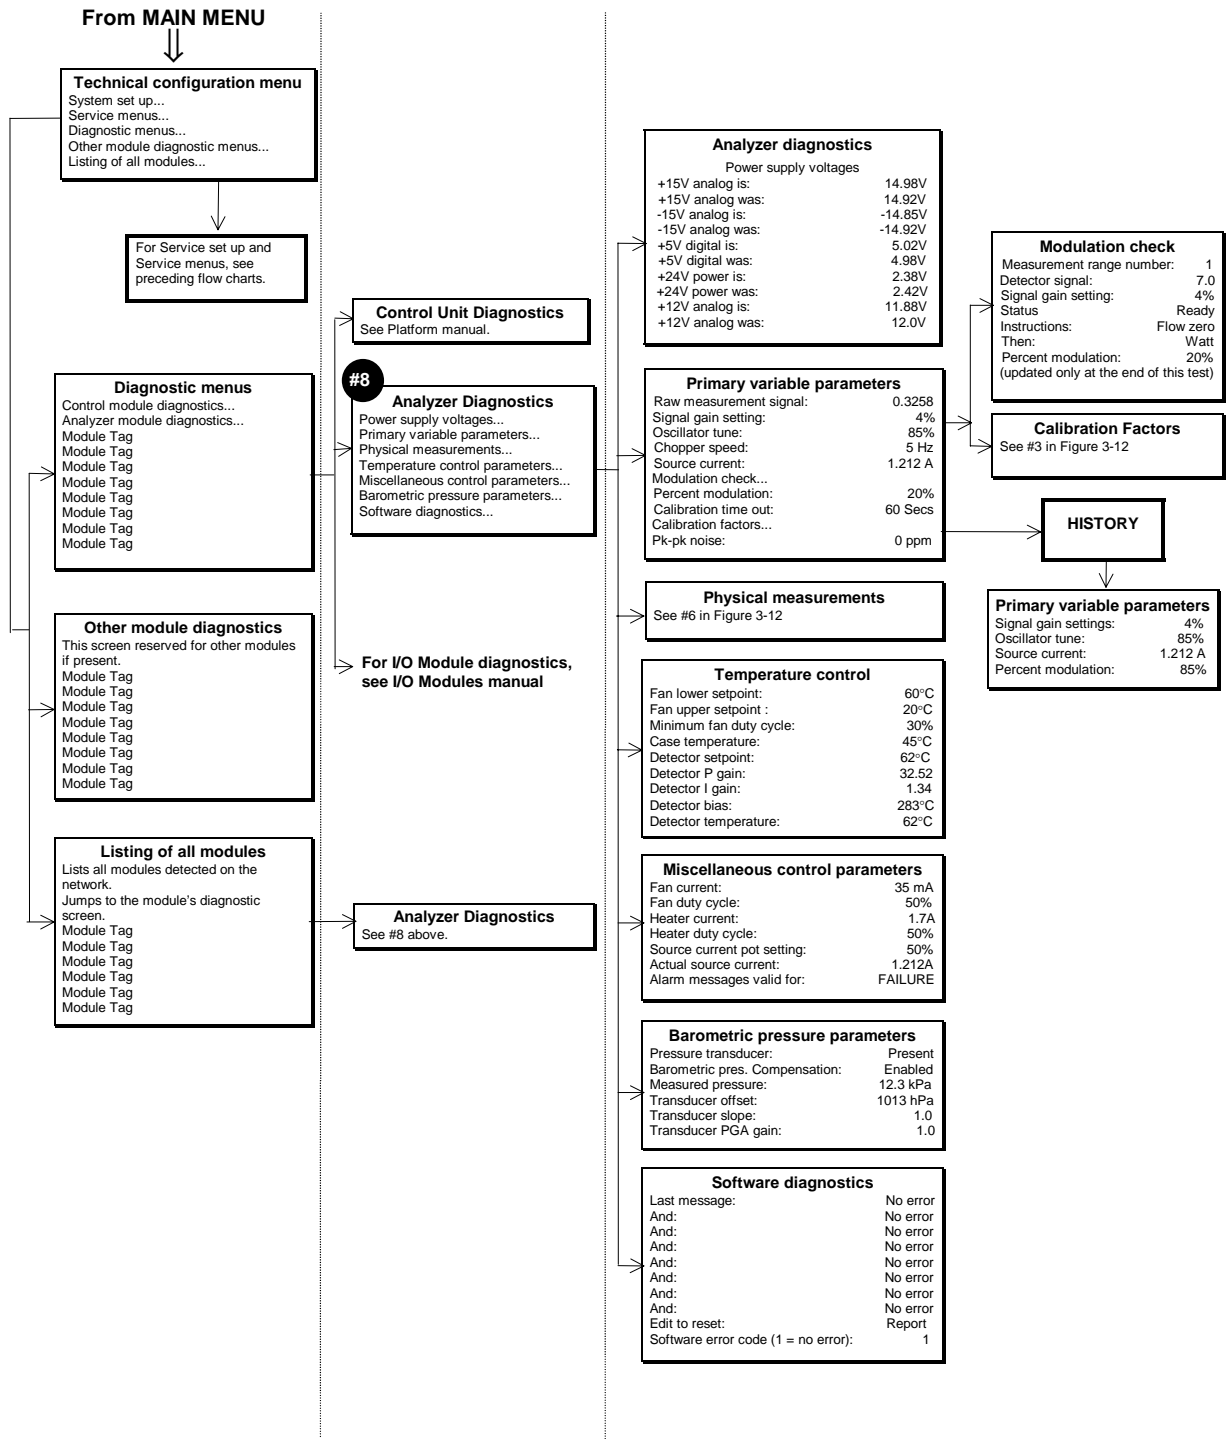 From MAIN MENU
Technical configuration menu
System set up...
Service menus...
Diagnostic menus...
Other module diagnostic menus...
Listing of all modules...
For Service set up and
Service menus, see
preceding flow charts.
Diagnostic menus
Control module diagnostics...
Analyzer module diagnostics...
Module Tag
Module Tag
Module Tag
Module Tag
Module Tag
Module Tag
Module Tag
Module Tag
Other module diagnostics
This screen reserved for other modules
if present.
Module Tag
Module Tag
Module Tag
Module Tag
Module Tag
Module Tag
Module Tag
Module Tag
Listing of all modules
Lists all modules detected on the
network.
Jumps to the module's diagnostic
screen.
Module Tag
Module Tag
Module Tag
Module Tag
Module Tag
Module Tag
Control Unit Diagnostics
See Platform manual.
#8
Analyzer Diagnostics
Power supply voltages...
Primary variable parameters...
Physical measurements...
Temperature control parameters...
Miscellaneous control parameters...
Barometric pressure parameters...
Software diagnostics...
For I/O Module diagnostics,
see I/O Modules manual
Analyzer Diagnostics
See #8 above.
Analyzer diagnostics
Power supply voltages
+15V analog is: 14.98V
+15V analog was: 14.92V
-15V analog is: -14.85V
-15V analog was: -14.92V
+5V digital is: 5.02V
+5V digital was: 4.98V
+24V power is: 2.38V
+24V power was: 2.42V
+12V analog is: 11.88V
+12V analog was: 12.0V
Primary variable parameters
Raw measurement signal: 0.3258
Signal gain setting: 4%
Oscillator tune: 85%
Chopper speed: 5 Hz
Source current: 1.212 A
Modulation check...
Percent modulation: 20%
Calibration time out: 60 Secs
Calibration factors...
Pk-pk noise: 0 ppm
Physical measurements
See #6 in Figure 3-12
Temperature control
Fan lower setpoint: 60°C
Fan upper setpoint : 20°C
Minimum fan duty cycle: 30%
Case temperature: 45°C
Detector setpoint: 62°C
Detector P gain: 32.52
Detector I gain: 1.34
Detector bias: 283°C
Detector temperature: 62°C
Miscellaneous control parameters
Fan current: 35 mA
Fan duty cycle: 50%
Heater current: 1.7A
Heater duty cycle: 50%
Source current pot setting: 50%
Actual source current: 1.212A
Alarm messages valid for: FAILURE
Barometric pressure parameters
Pressure transducer: Present
Barometric pres. Compensation: Enabled
Measured pressure: 12.3 kPa
Transducer offset: 1013 hPa
Transducer slope: 1.0
Transducer PGA gain: 1.0
Software diagnostics
Last message: No error
And: No error
And: No error
And: No error
And: No error
And: No error
And: No error
And: No error
Edit to reset: Report
Software error code (1 = no error): 1
Modulation check
Measurement range number: 1
Detector signal: 7.0
Signal gain setting: 4%
Status Ready
Instructions: Flow zero
Then: Watt
Percent modulation: 20%
(updated only at the end of this test)
Calibration Factors
See #3 in Figure 3-12
HISTORY
Primary variable parameters
Signal gain settings: 4%
Oscillator tune: 85%
Source current: 1.212 A
Percent modulation: 85%